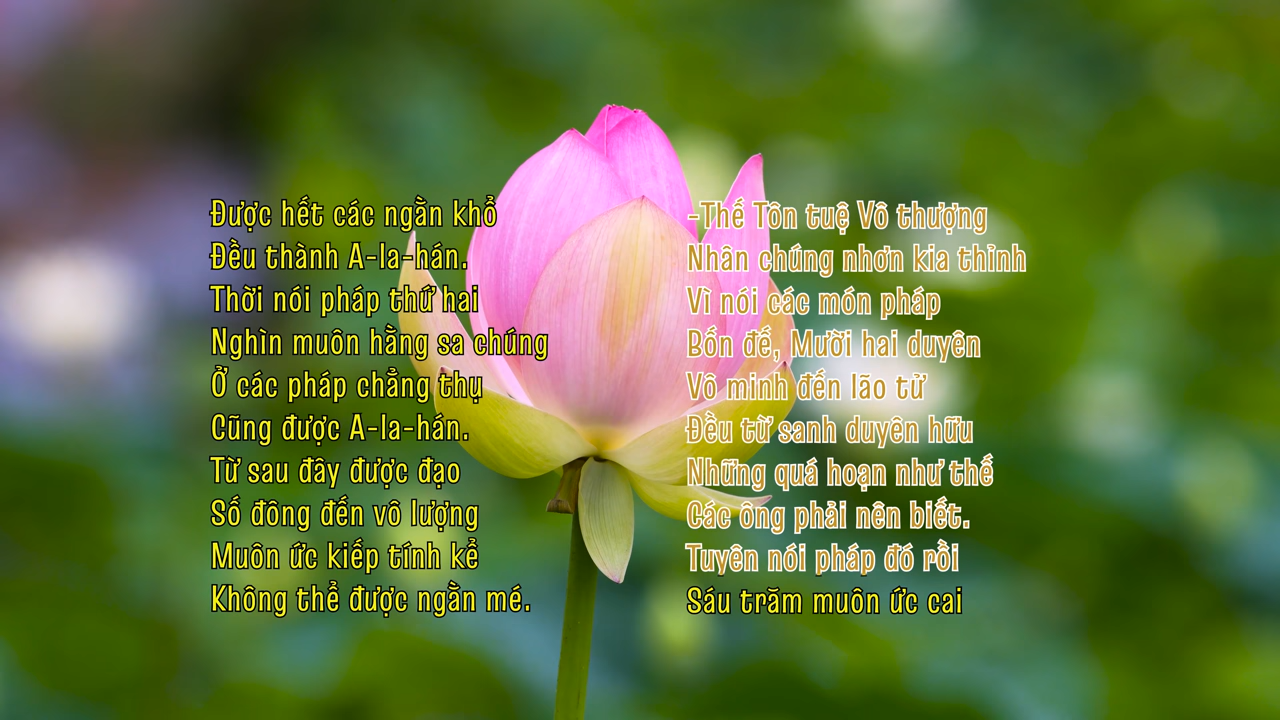 Được hết các ngằn khổ
Đều thành A-la-hán.
Thời nói pháp thứ hai
Nghìn muôn hằng sa chúng
Ở các pháp chẳng thụ
Cũng được A-la-hán.
Từ sau đây được đạo
Số đông đến vô lượng
Muôn ức kiếp tính kể
Không thể được ngằn mé.
-Thế Tôn tuệ Vô thượng
Nhân chúng nhơn kia thỉnh
Vì nói các món pháp
Bốn đế, Mười hai duyên
Vô minh đến lão tử
Đều từ sanh duyên hữu
Những quá hoạn như thế
Các ông phải nên biết.
Tuyên nói pháp đó rồi
Sáu trăm muôn ức cai